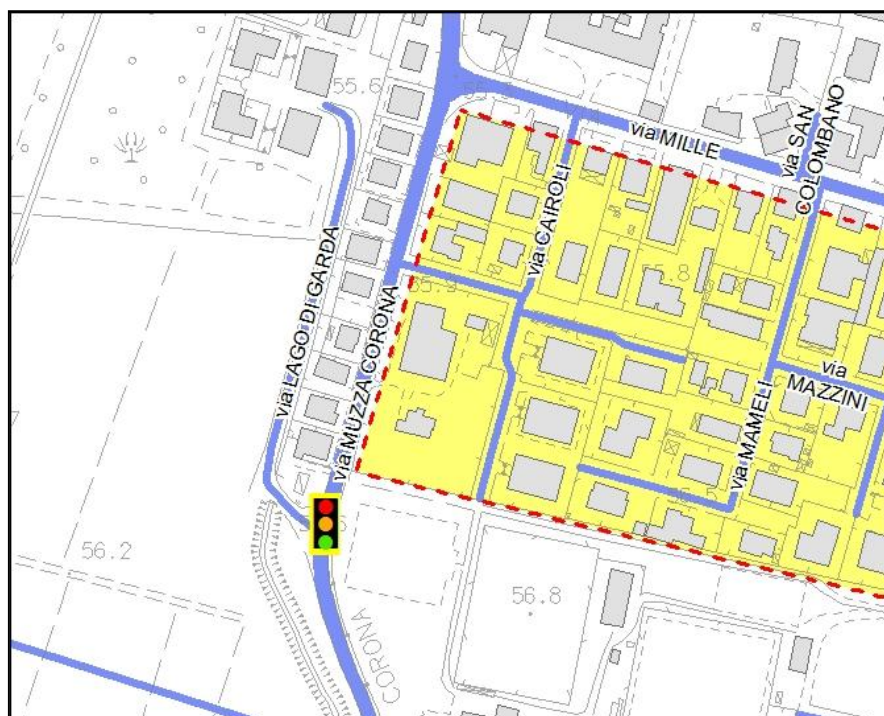 55.6
via MILLE
via SAN
COLOMBANO
via CAIROLI
55.8
via LAGO DI GARDA
via MUZZA CORONA
55.9
via
MAZZINI
via MAMELI
56.2
56.8
CORONA